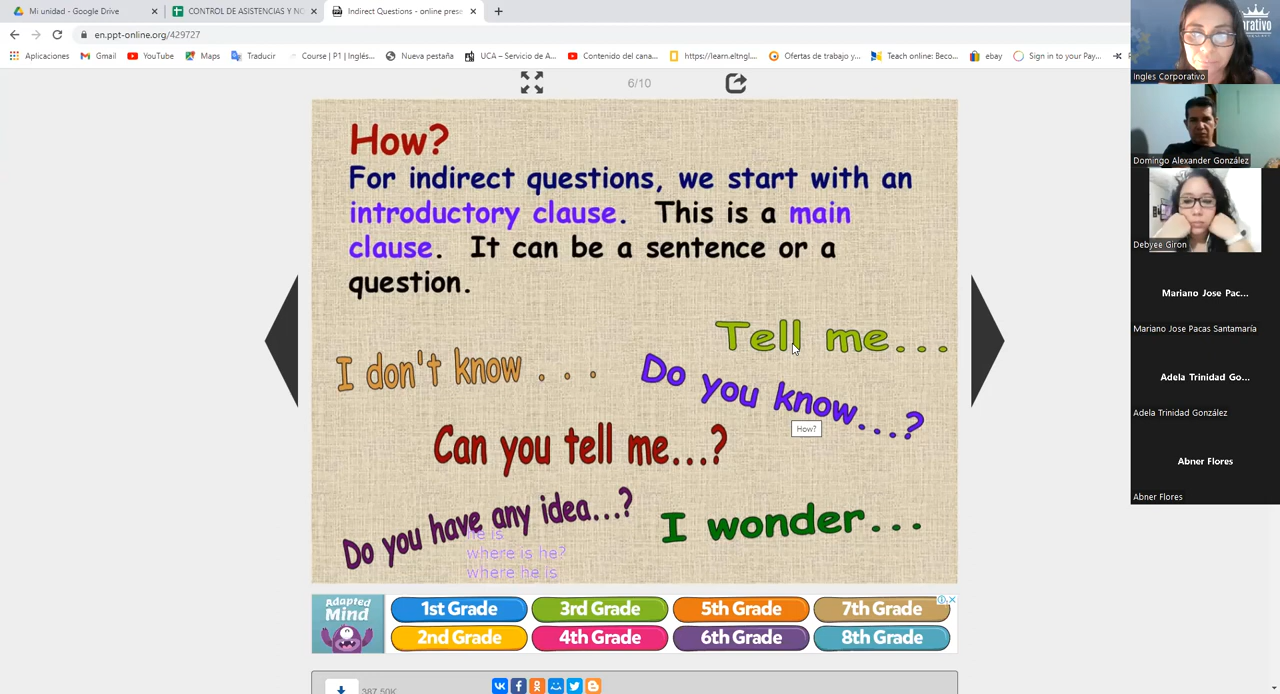 Mi unidad - Google Drive
CONTROL DE ASISTENCIAS Y NO
Indirect Questions - online prese
en.ppt-online.org/429727
Aplicaciones
Gmail
YouTube
Maps
Traducir
Course | P1 | Inglés...
Nueva pestaña
UCA – Servicio de A...
Contenido del cana...
https://learn.eltngl...
Ofertas de trabajo y...
Teach online: Beco...
ebay
Sign in to your Pay...
6/10
How?
For indirect questions, we start with an
introductory clause. This is a main
clause. It can be a sentence or a
question.
Tell me...
I don't know . . .
Do you know...?
How?
Can you tell me...?
Do you have any idea...?
I wonder...
he is
where is he?
where he is
Adapted
Mind
1st Grade
3rd Grade
5th Grade
7th Grade
2nd Grade
4th Grade
6th Grade
8th Grade
387.50K
orativo
Ingles Corporativo
Domingo Alexander González
Debyee Giron
Mariano Jose Pac...
Mariano Jose Pacas Santamaría
Adela Trinidad Go...
Adela Trinidad González
Abner Flores
Abner Flores